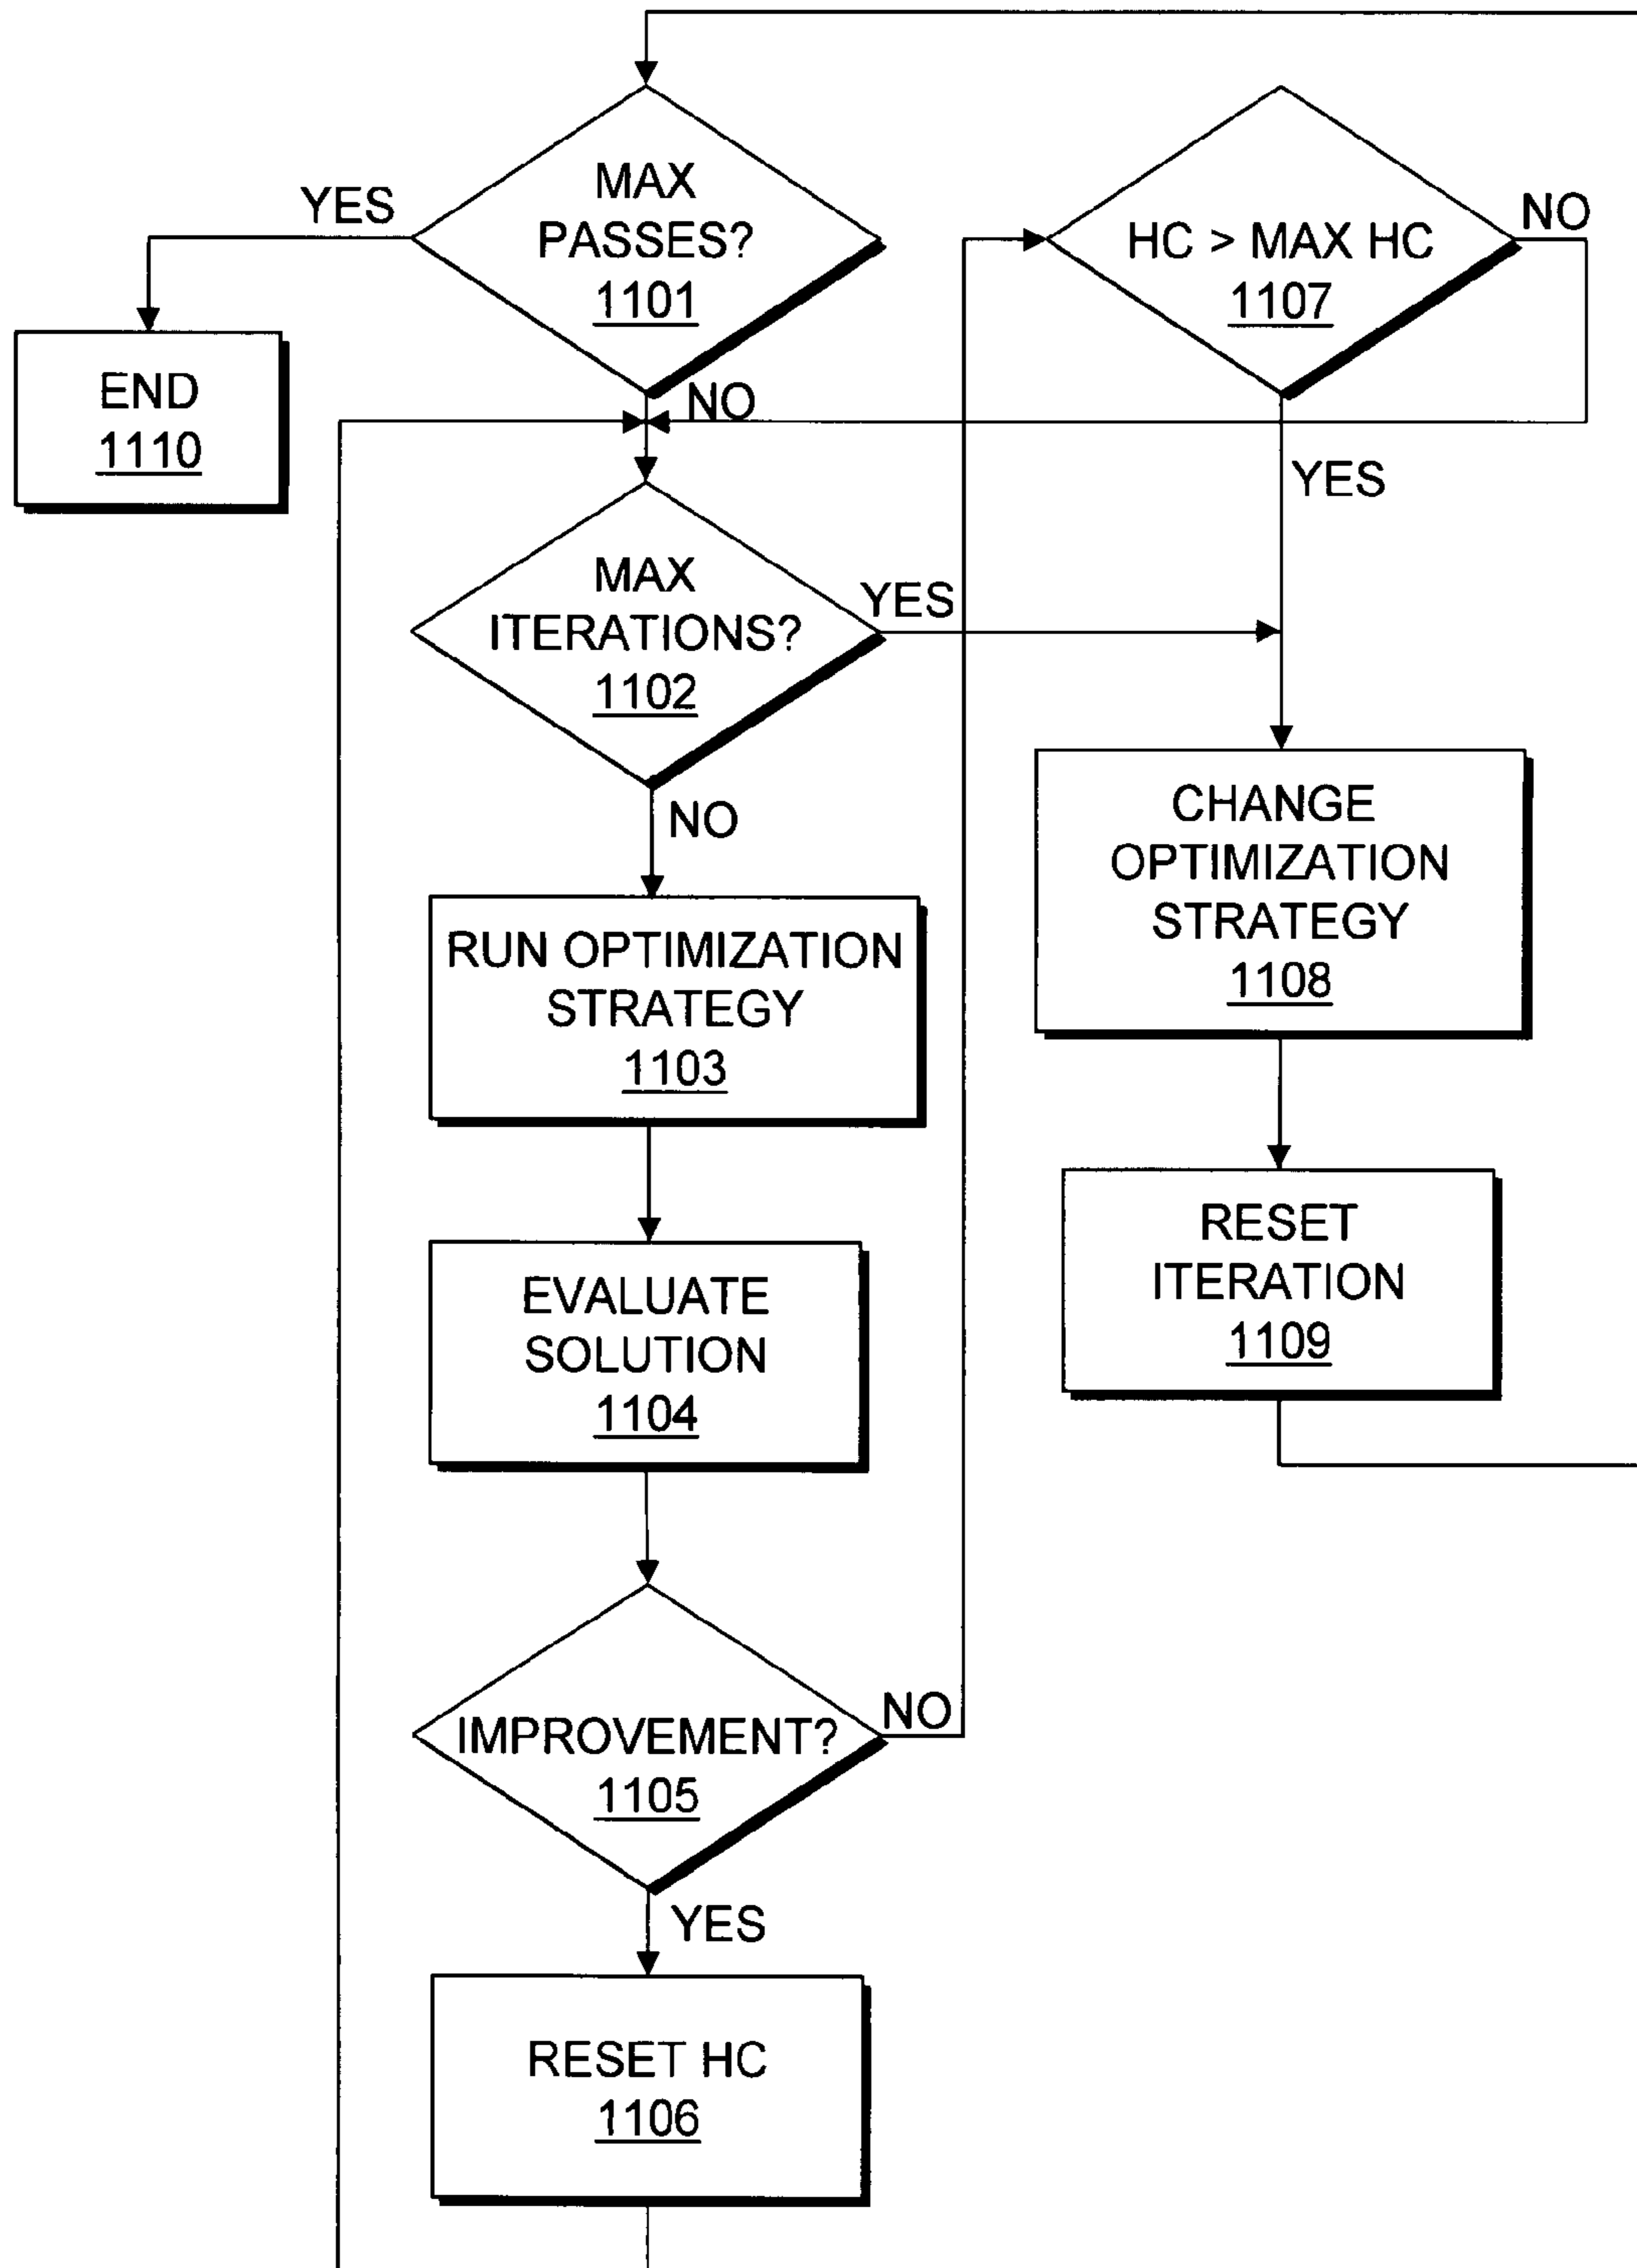 MAX
PASSES?
1101
YES
NO
HC > MAX HC
1107
NO
YES
END
1110
MAX
ITERATIONS?
1102
YES
NO
CHANGE
OPTIMIZATION
STRATEGY
1108
RUN OPTIMIZATION
STRATEGY
1103
RESET
ITERATION
1109
EVALUATE
SOLUTION
1104
IMPROVEMENT?
1105
NO
YES
RESET HC
1106